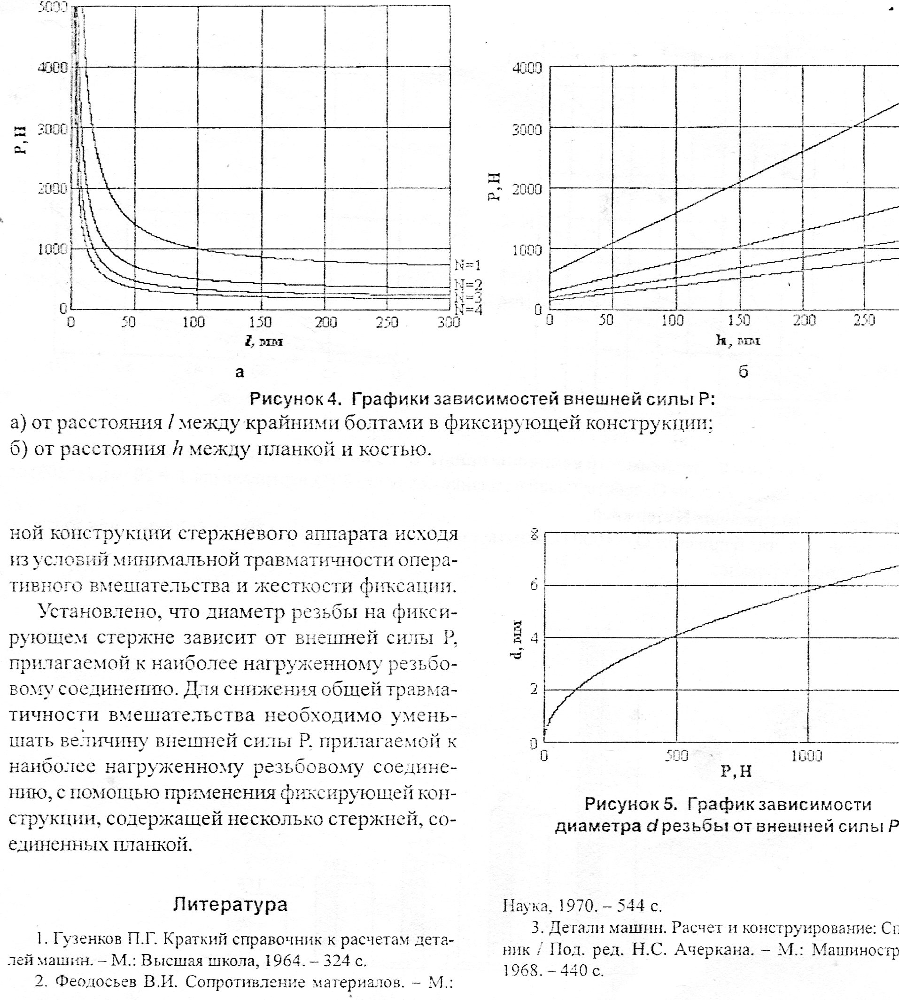 5000
4000
3000
2000
1000
0
P, H
0 50 100 150 200 250 300
l, мм
N=1
N=2
N=3
N=4
а
4000
3000
2000
1000
0
P, H
0 50 100 150 200 250
h, мм
б
Рисунок 4. Графики зависимостей внешней силы P:
а) от расстояния l между крайними болтами в фиксирующей конструкции;
б) от расстояния h между планкой и костью.
ной конструкции стержневого аппарата исходя
из условий минимальной травматичности опера-
тивного вмешательства и жесткости фиксации.
Установлено, что диаметр резьбы на фикси-
рующем стержне зависит от внешней силы P,
прилагаемой к наиболее нагруженному резьбо-
вому соединению. Для снижения общей травма-
тичности вмешательства необходимо умень-
шать величину внешней силы P, прилагаемой к
наиболее нагруженному резьбовому соедине-
нию, с помощью применения фиксирующей кон-
струкции, содержащей несколько стержней, со-
единенных планкой.
8
6
4
2
0
d, мм
0 500 1000
P, H
Рисунок 5. График зависимости
диаметра d резьбы от внешней силы P
Литература
1. Гузенков П.Г. Краткий справочник к расчетам дета-
лей машин. – М.: Высшая школа, 1964. – 324 с.
2. Феодосьев В.И. Сопротивление материалов. – М.:
Наука, 1970. – 544 с.
3. Детали машин. Расчет и конструирование: Сп
ник / Под. ред. Н.С. Ачеркана. – М.: Машиностр
1968. – 440 с.